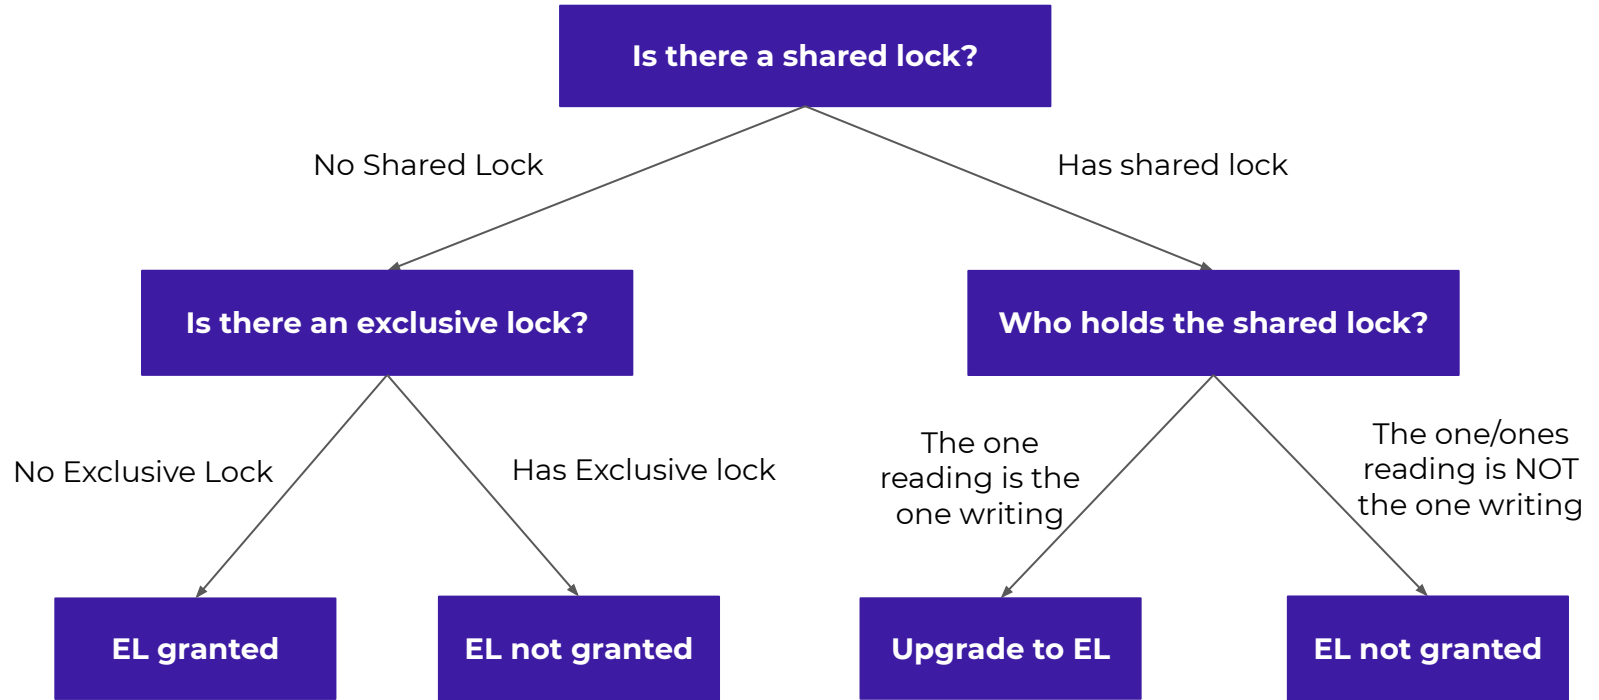 Is there a shared lock?
No Shared Lock
Has shared lock
Is there an exclusive lock?
Who holds the shared lock?
No Exclusive Lock
Has Exclusive lock
The one
reading is the
one writing
The one/ones
reading is NOT
the one writing
EL granted
EL not granted
Upgrade to EL
EL not granted